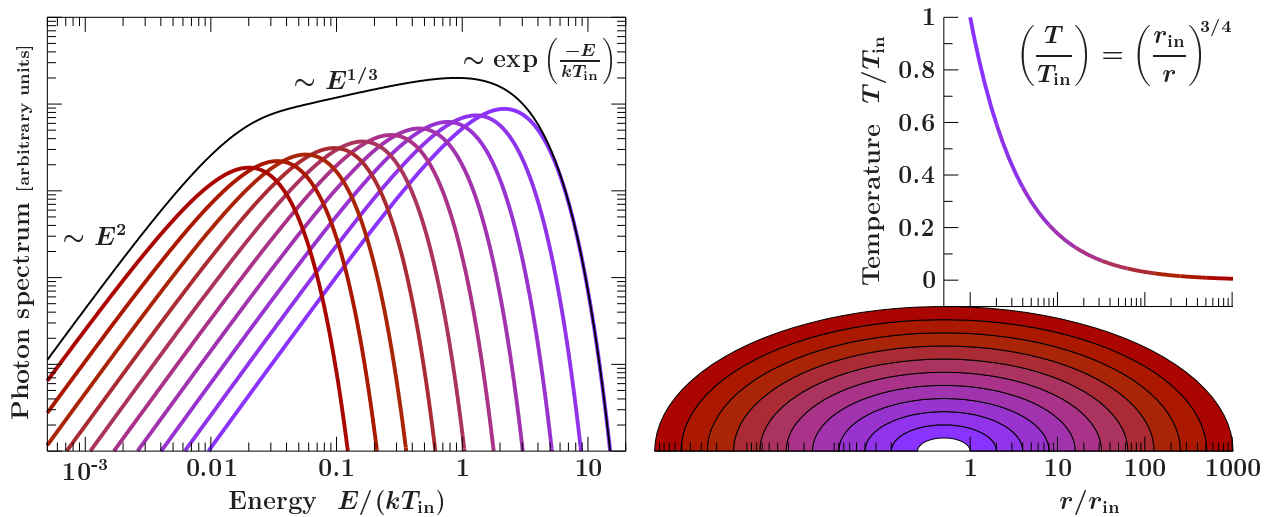 Photon spectrum [arbitrary units]
∼ E^2
∼ E^{1/3}
∼ exp (−E/kT_in)
10^{-3} 0.01 0.1 1 10
Energy E/(kT_in)
Temperature T/T_in
1
0.8
0.6
0.4
0.2
0
(T/T_in) = (r_in/r)^{3/4}
1 10 100 1000
r/r_in